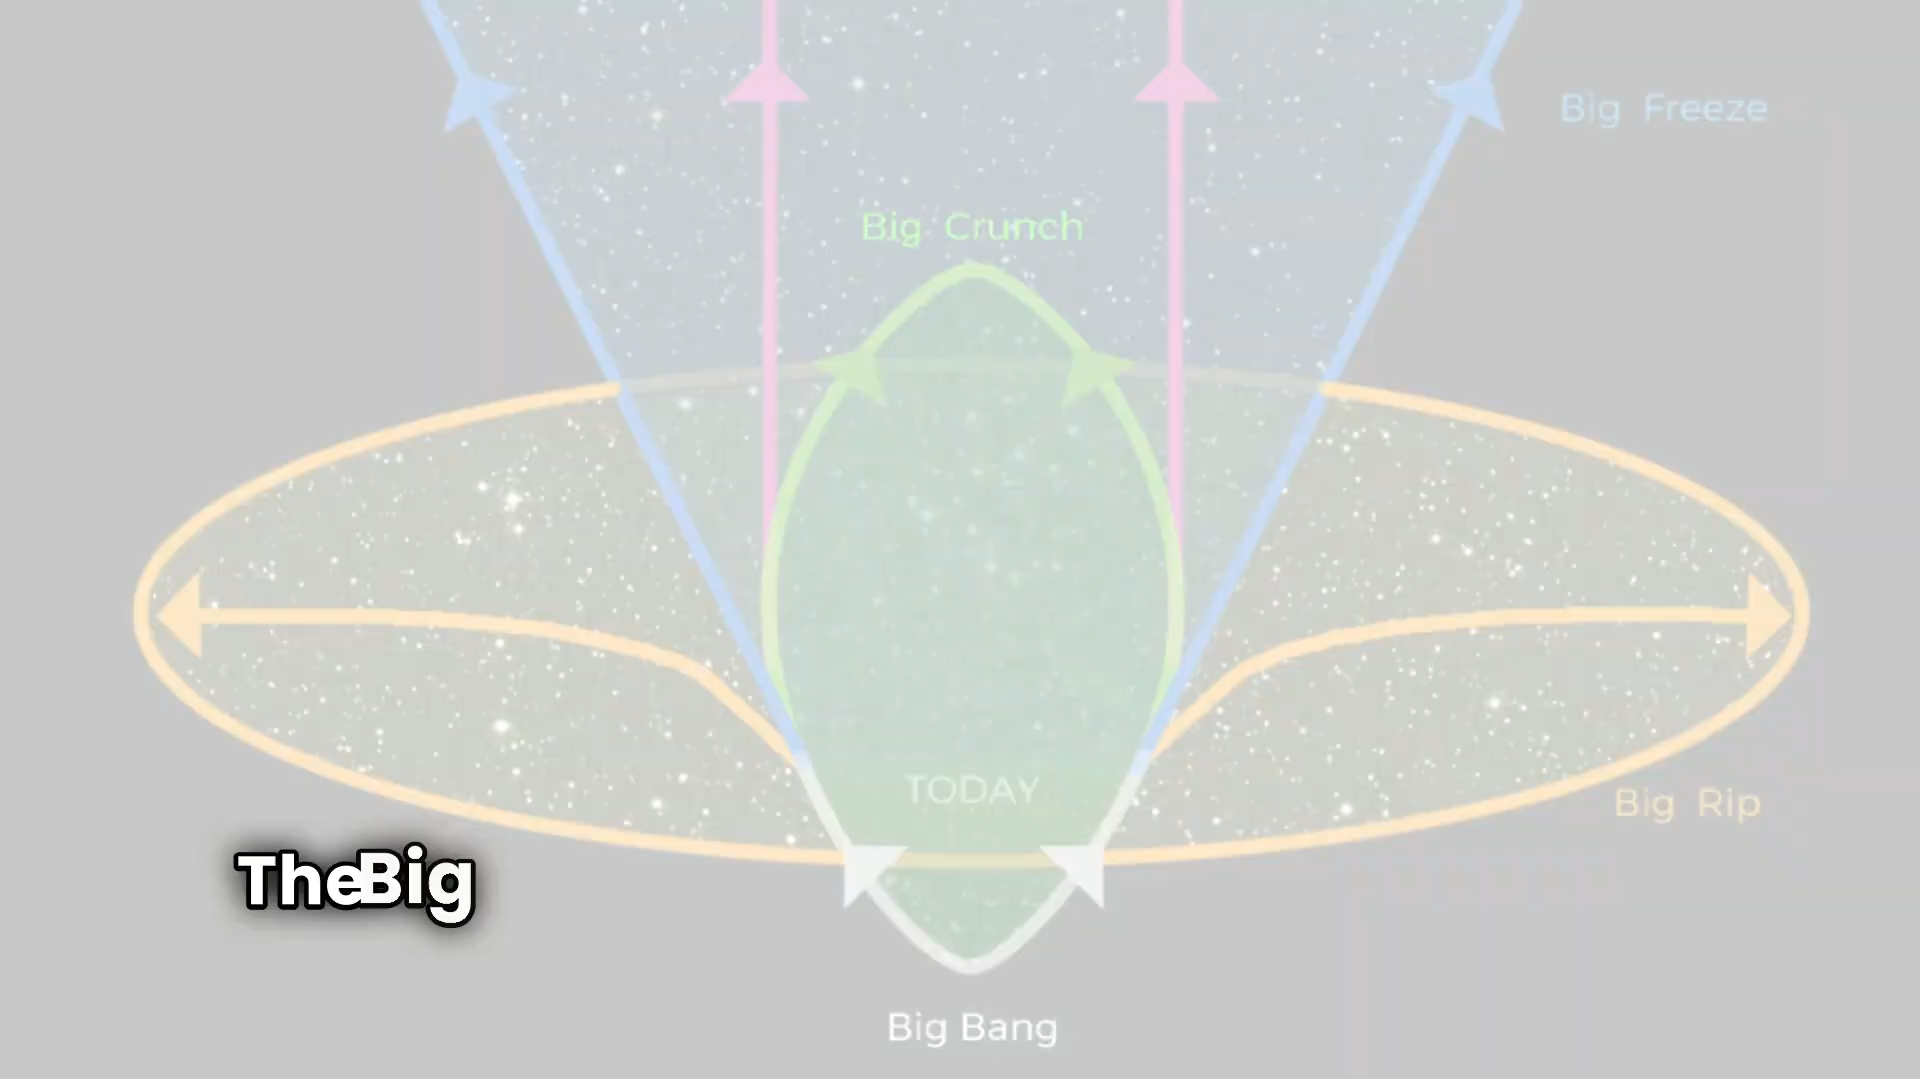 Big Freeze
Big Crunch
TODAY
Big Rip
TheBig
Big Bang